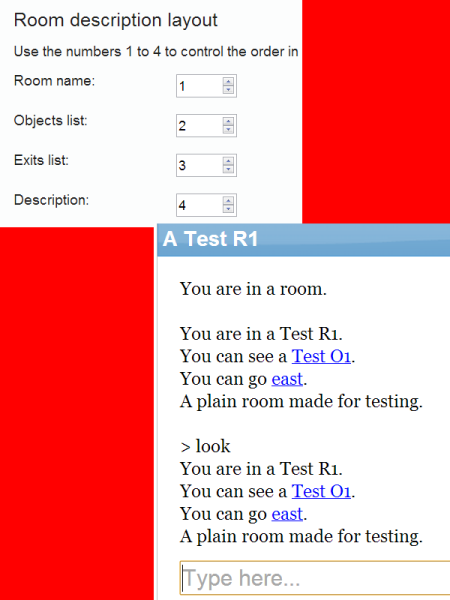 Room description layout
Use the numbers 1 to 4 to control the order in
Room name: 1
Objects list: 2
Exits list: 3
Description: 4
A Test R1
You are in a room.
You are in a Test R1.
You can see a Test O1.
You can go east.
A plain room made for testing.
> look
You are in a Test R1.
You can see a Test O1.
You can go east.
A plain room made for testing.
Type here...